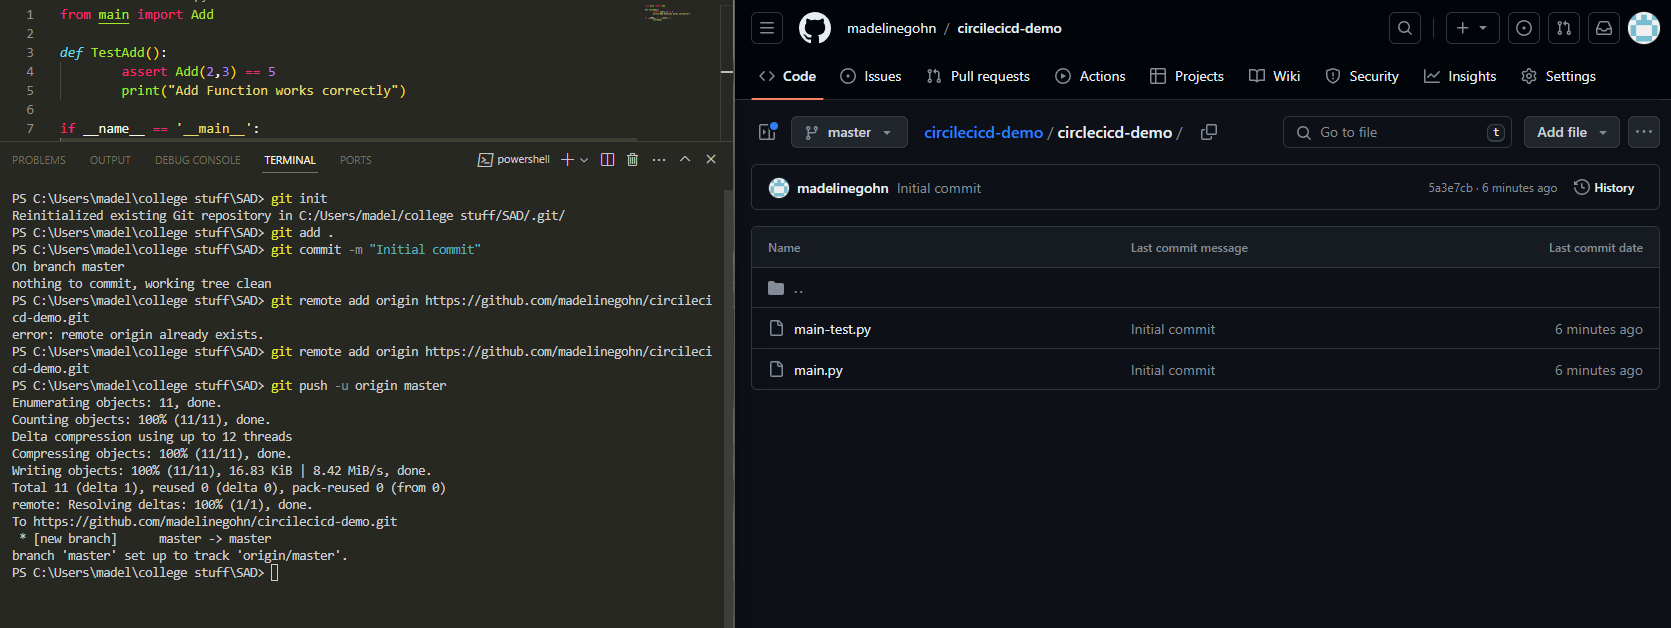 1 from main import Add
2
3 def TestAdd():
4 assert Add(2,3) == 5
5 print("Add Function works correctly")
6
7 if __name__ == '__main__':
PROBLEMS OUTPUT DEBUG CONSOLE TERMINAL PORTS powershell
PS C:\Users\madel\college stuff\SAD> git init
Reinitialized existing Git repository in C:/Users/madel/college stuff/SAD/.git/
PS C:\Users\madel\college stuff\SAD> git add .
PS C:\Users\madel\college stuff\SAD> git commit -m "Initial commit"
On branch master
nothing to commit, working tree clean
PS C:\Users\madel\college stuff\SAD> git remote add origin https://github.com/madelinegohn/circileci
cd-demo.git
error: remote origin already exists.
PS C:\Users\madel\college stuff\SAD> git remote add origin https://github.com/madelinegohn/circileci
cd-demo.git
PS C:\Users\madel\college stuff\SAD> git push -u origin master
Enumerating objects: 11, done.
Counting objects: 100% (11/11), done.
Delta compression using up to 12 threads
Compressing objects: 100% (11/11), done.
Writing objects: 100% (11/11), 16.83 KiB | 8.42 MiB/s, done.
Total 11 (delta 1), reused 0 (delta 0), pack-reused 0 (from 0)
remote: Resolving deltas: 100% (1/1), done.
To https://github.com/madelinegohn/circilecicd-demo.git
* [new branch] master -> master
branch 'master' set up to track 'origin/master'.
PS C:\Users\madel\college stuff\SAD>
madelinegohn / circilecicd-demo
Code Issues Pull requests Actions Projects Wiki Security Insights Settings
master circilecicd-demo / circlecicd-demo / Go to file t Add file
madelinegohn Initial commit 5a3e7cb · 6 minutes ago History
Name Last commit message Last commit date
..
main-test.py Initial commit 6 minutes ago
main.py Initial commit 6 minutes ago